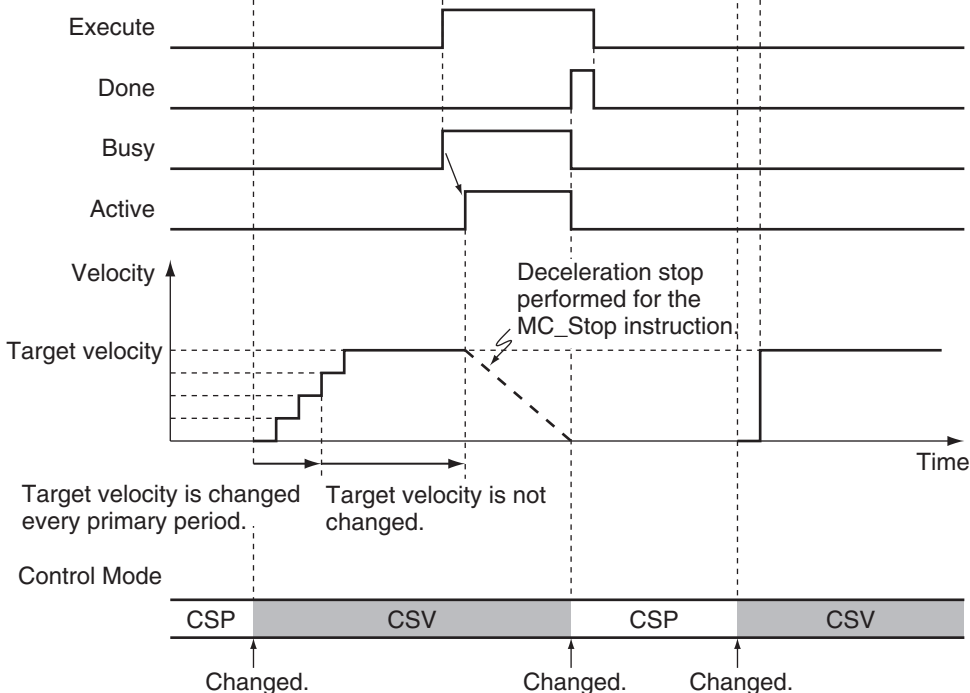 Execute
Done
Busy
Active
Velocity
Deceleration stop
performed for the
MC_Stop instruction.
Target velocity
Time
Target velocity is changed
every primary period.
Target velocity is not
changed.
Control Mode
CSP CSV CSP CSV
Changed. Changed. Changed.